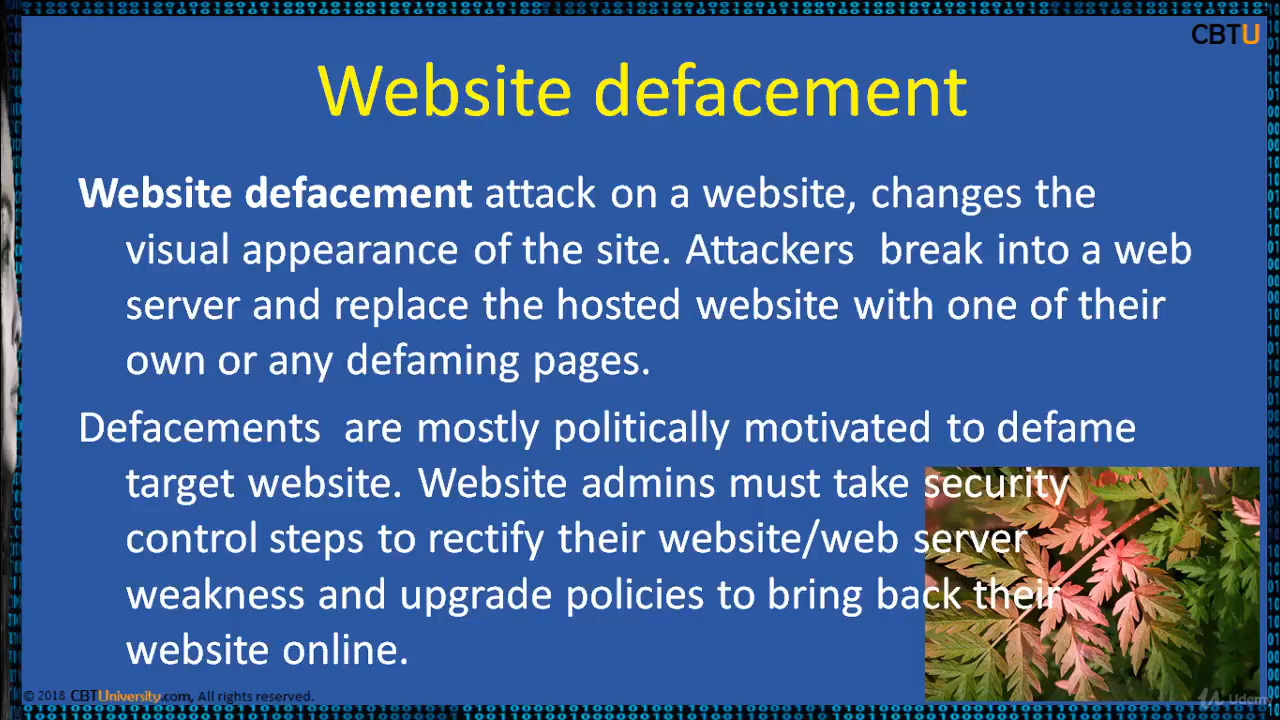 CBTU
Website defacement
Website defacement attack on a website, changes the
visual appearance of the site. Attackers break into a web
server and replace the hosted website with one of their
own or any defaming pages.
Defacements are mostly politically motivated to defame
target website. Website admins must take security
control steps to rectify their website/web server
weakness and upgrade policies to bring back their
website online.
© 2018 CBTUniversity.com, All rights reserved.
Udemy